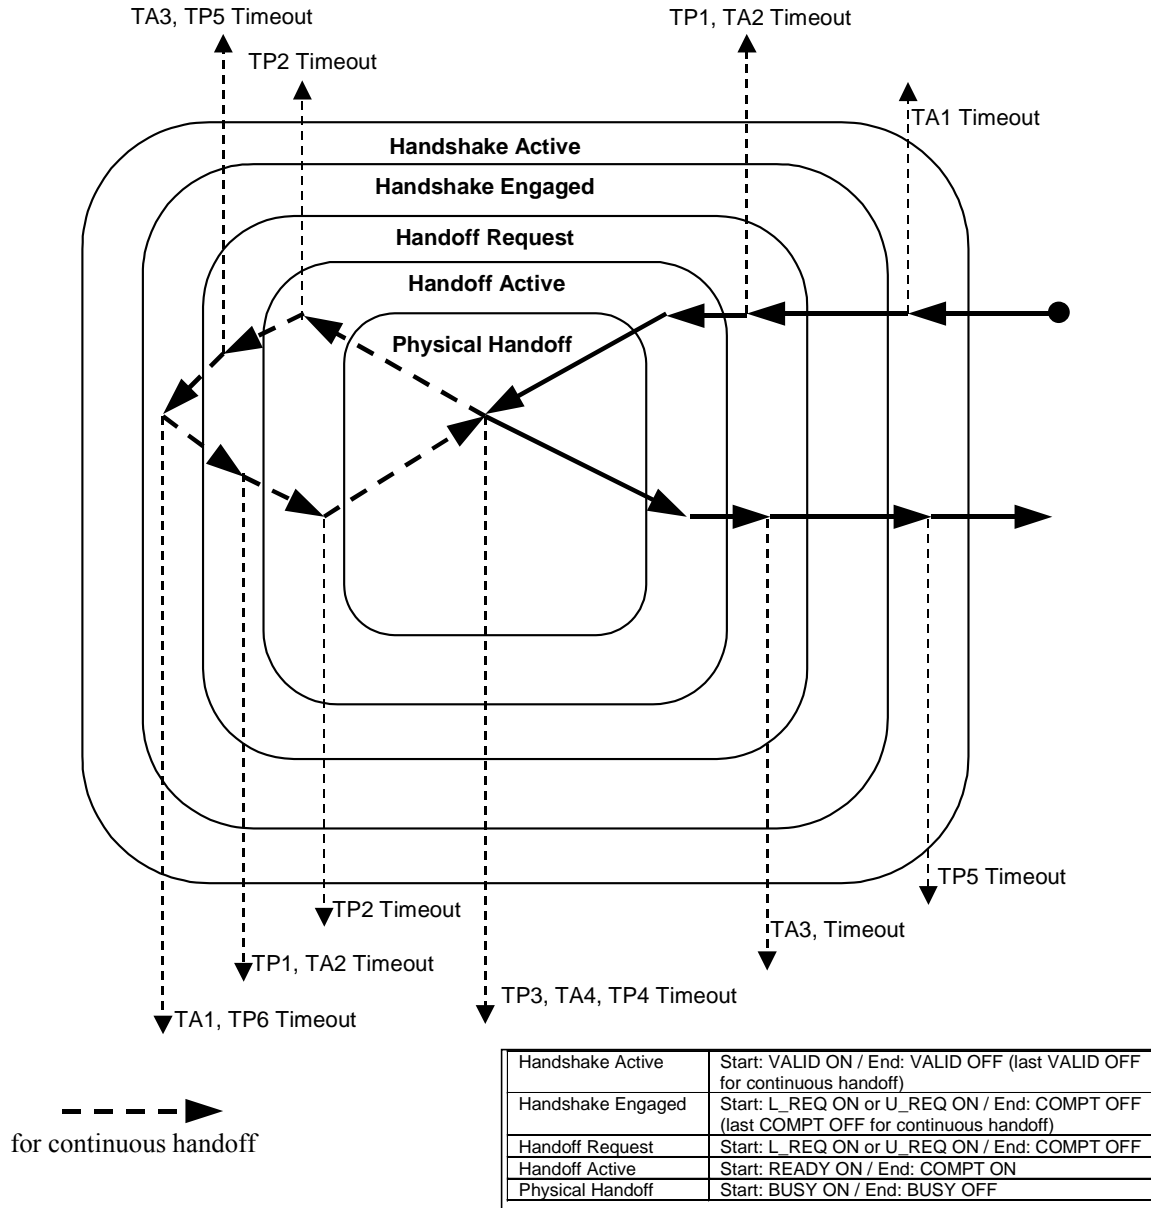 TA3, TP5 Timeout
TP1, TA2 Timeout
TP2 Timeout
TA1 Timeout
Handshake Active
Handshake Engaged
Handoff Request
Handoff Active
Physical Handoff
TP5 Timeout
TP2 Timeout
TA3, Timeout
TP1, TA2 Timeout
TP3, TA4, TP4 Timeout
TA1, TP6 Timeout
for continuous handoff
Handshake Active Start: VALID ON / End: VALID OFF (last VALID OFF
for continuous handoff)
Handshake Engaged Start: L_REQ ON or U_REQ ON / End: COMPT OFF
(last COMPT OFF for continuous handoff)
Handoff Request Start: L_REQ ON or U_REQ ON / End: COMPT OFF
Handoff Active Start: READY ON / End: COMPT ON
Physical Handoff Start: BUSY ON / End: BUSY OFF